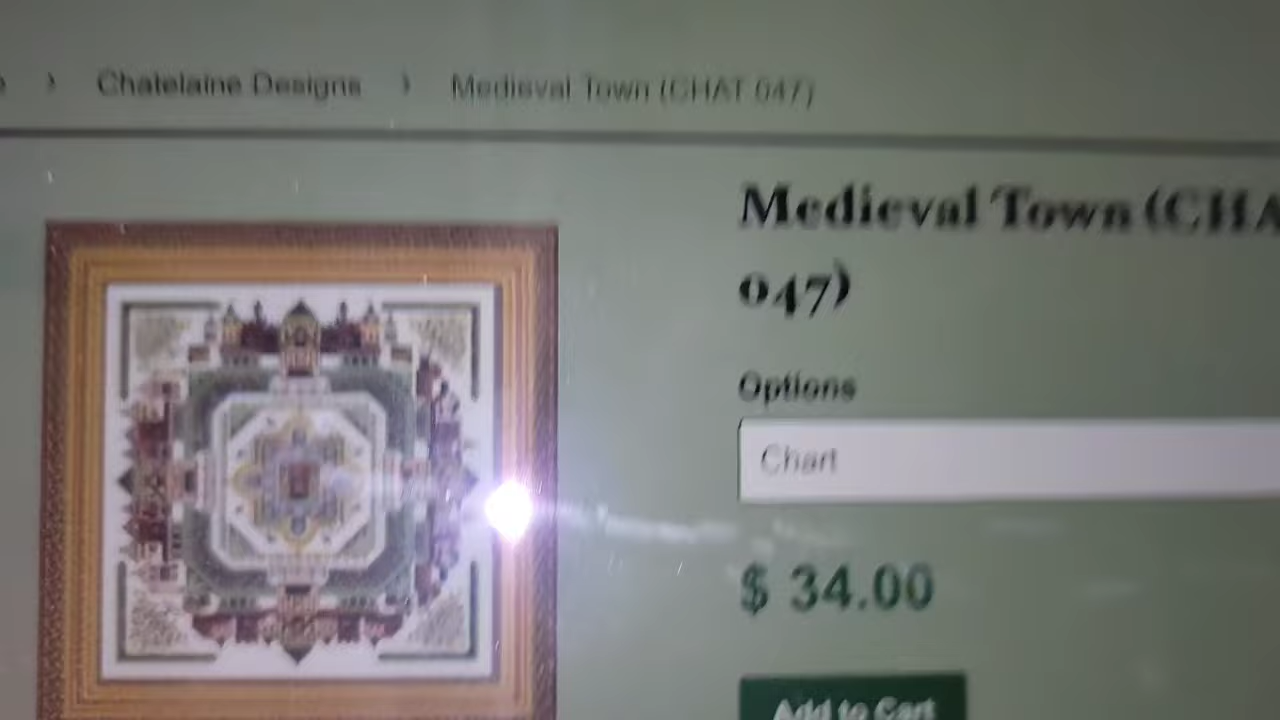 › Chatelaine Designs › Medieval Town (CHAT 047)
Medieval Town (CHA
047)
Options
Chart
$ 34.00
Add to Cart